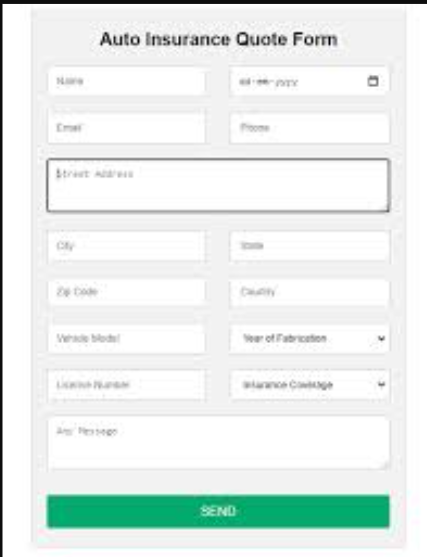 Auto Insurance Quote Form
Name dd-mm-yyyy
Email Phone
Street Address
City State
Zip Code Country
Vehicle Model Year of Fabrication
License Number Insurance Coverage
Any Message
SEND